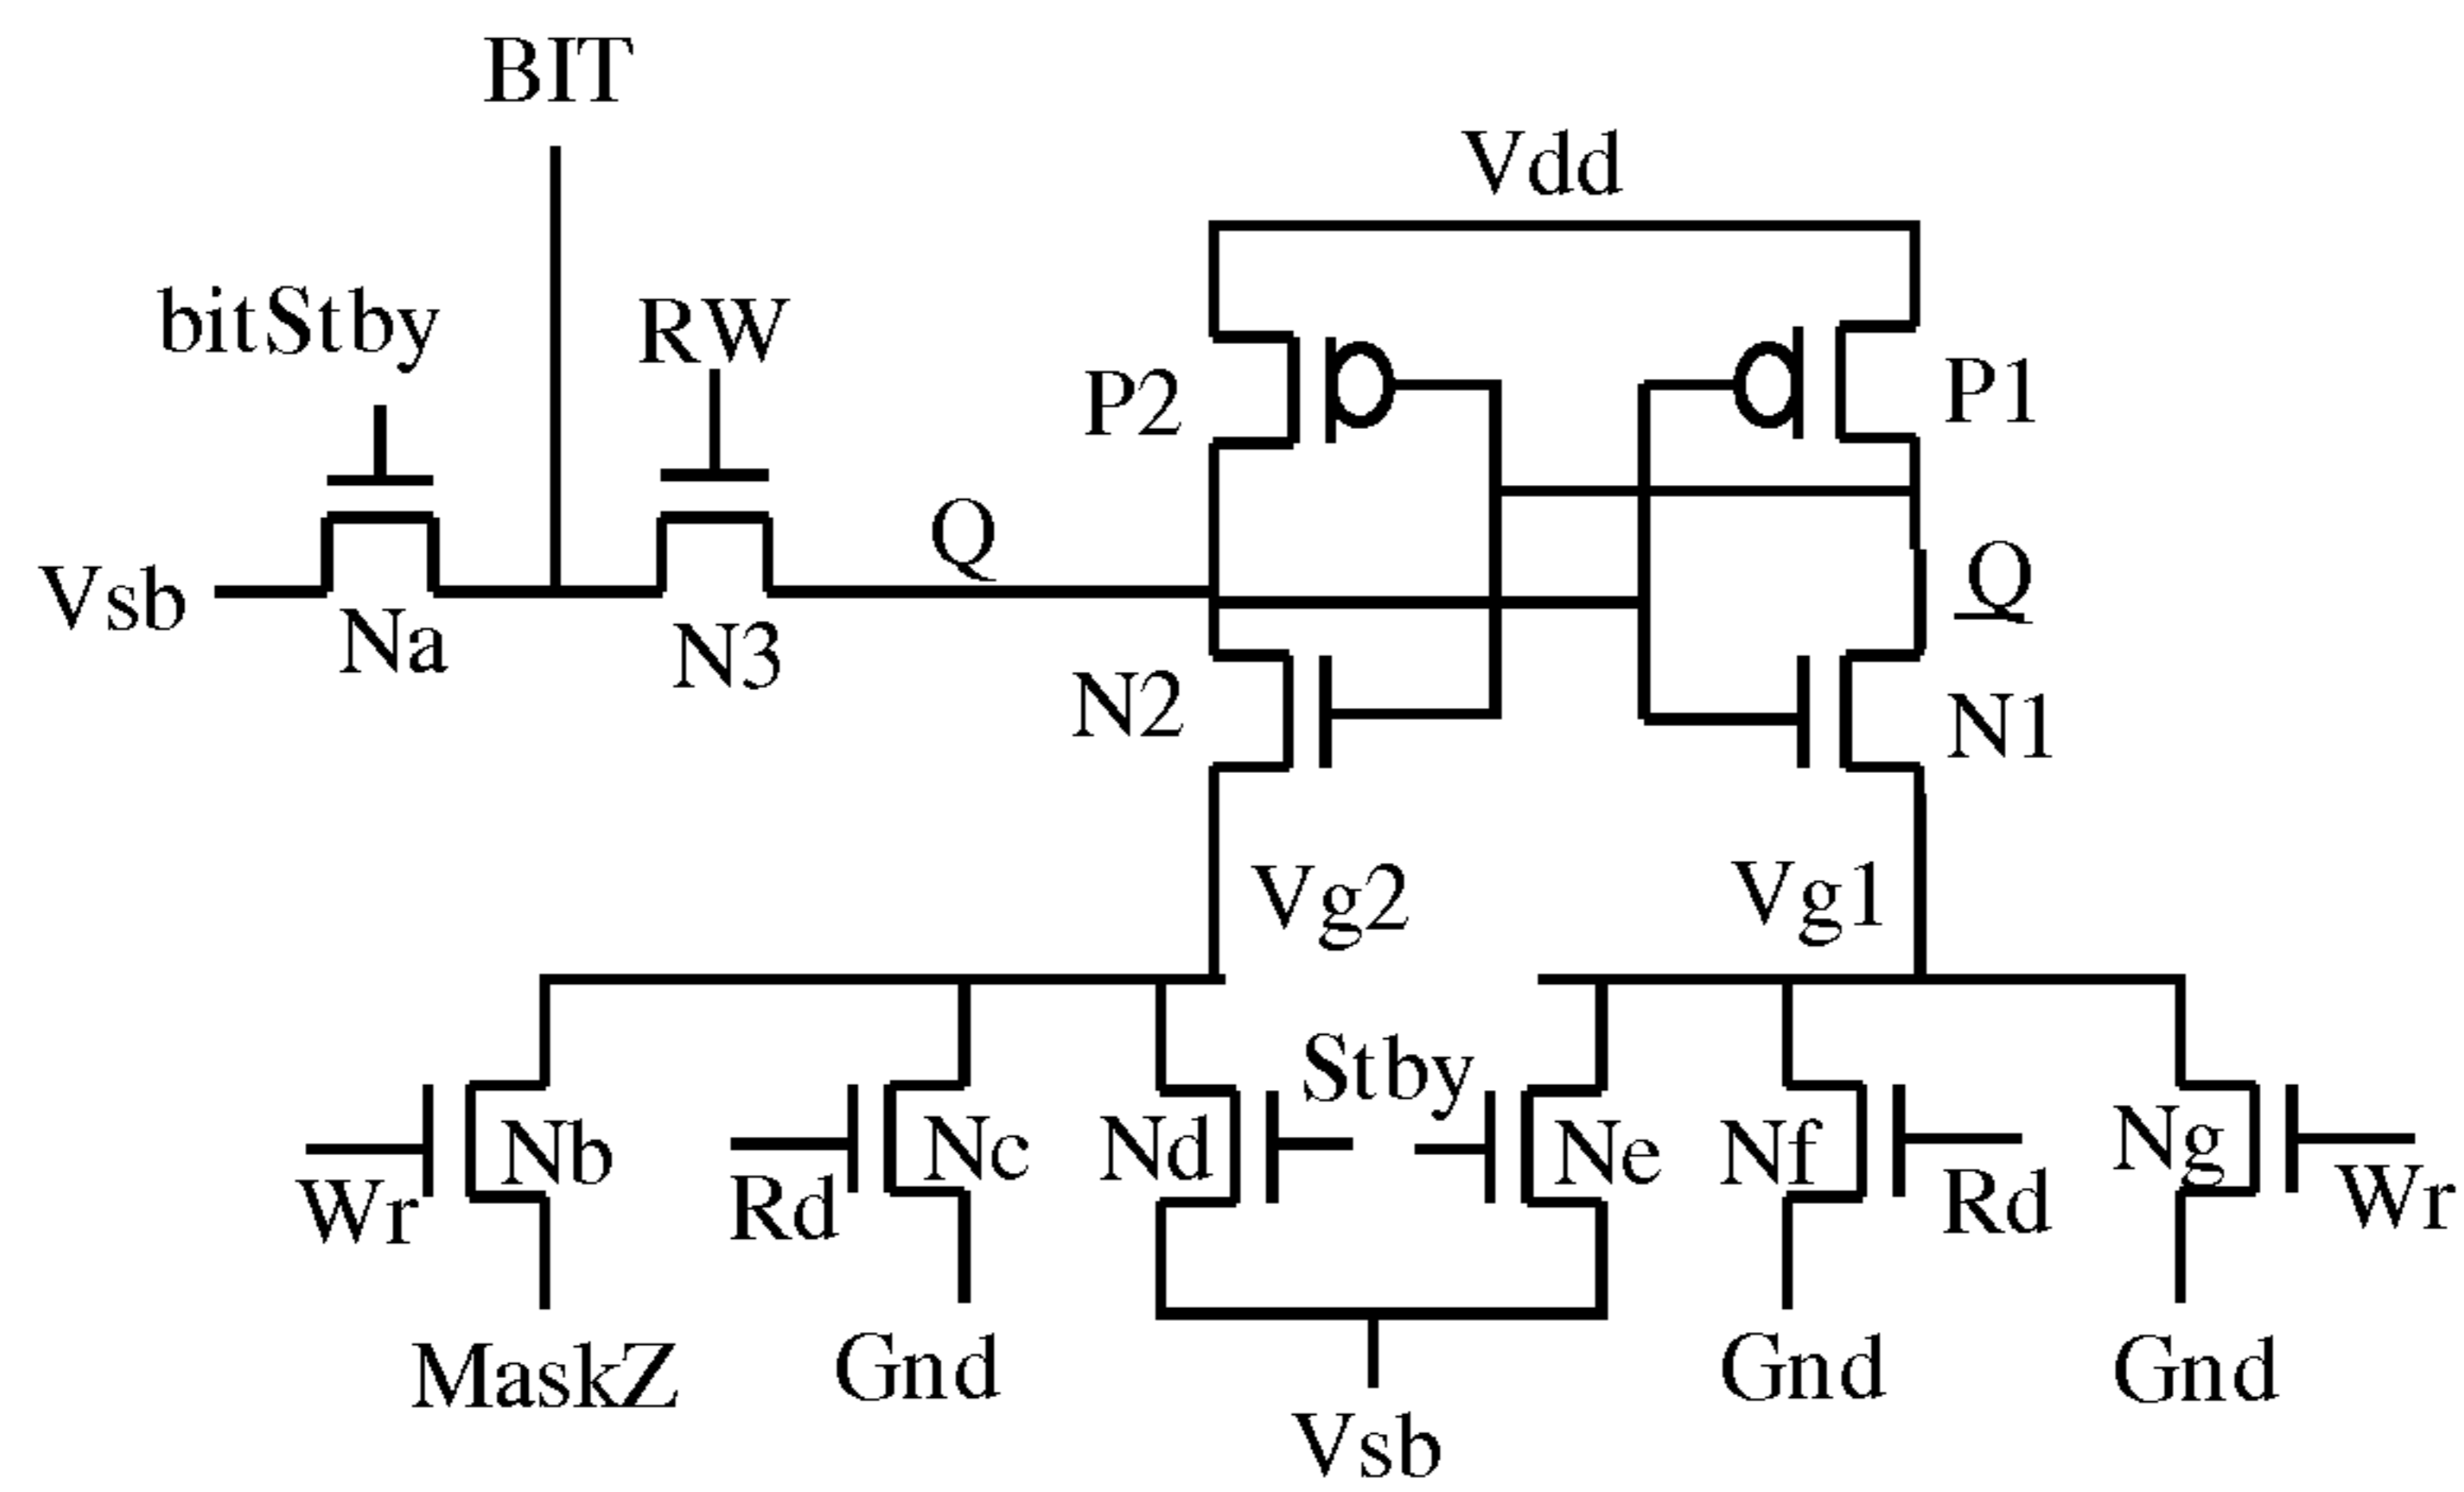 BIT
Vdd
bitStby
RW
P2
P1
Q
Q
Vsb
Na
N3
N2
N1
Vg2
Vg1
Stby
Nb
Nc
Nd
Ne
Nf
Ng
Wr
Rd
Rd
Wr
MaskZ
Gnd
Gnd
Gnd
Vsb